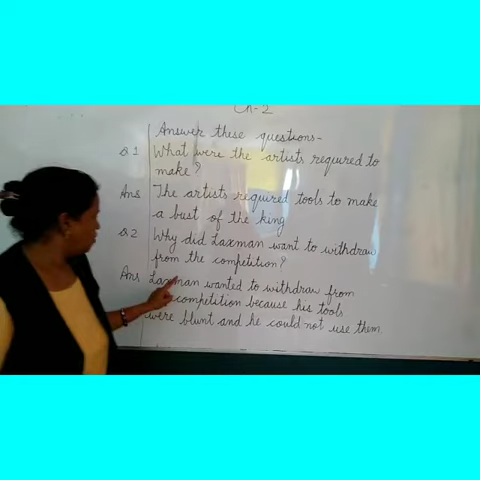 Ch-2
Answer these questions-
Q1 What were the artists required to
make?
Ans The artists required tools to make
a bust of the king
Q2 Why did Laxman want to withdraw
from the competition?
Ans Laxman wanted to withdraw from
competition because his tools
were blunt and he could not use them.